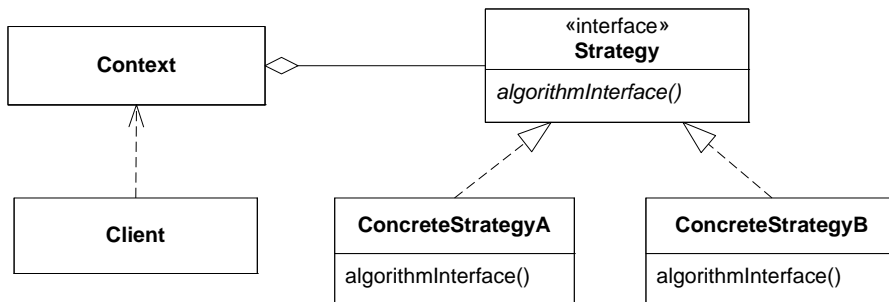 «interface»
Context
Strategy
algorithmInterface()
Client
ConcreteStrategyA
ConcreteStrategyB
algorithmInterface()
algorithmInterface()